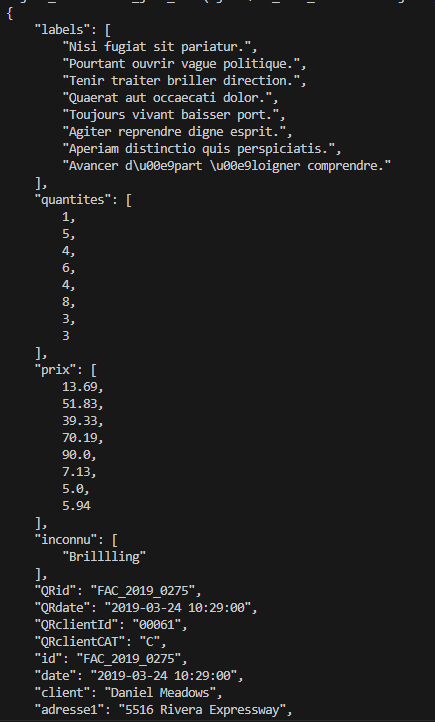 {
"labels": [
"Nisi fugiat sit pariatur.",
"Pourtant ouvrir vague politique.",
"Tenir traiter briller direction.",
"Quaerat aut occaecati dolor.",
"Toujours vivant baisser port.",
"Agiter reprendre digne esprit.",
"Aperiam distinctio quis perspiciatis.",
"Avancer d\u00e9part \u00e9loigner comprendre."
],
"quantites": [
1,
5,
4,
6,
4,
8,
3,
3
],
"prix": [
13.69,
51.83,
39.33,
70.19,
90.0,
7.13,
5.0,
5.94
],
"inconnu": [
"Brilllling"
],
"QRid": "FAC_2019_0275",
"QRdate": "2019-03-24 10:29:00",
"QRclientId": "00061",
"QRclientCAT": "C",
"id": "FAC_2019_0275",
"date": "2019-03-24 10:29:00",
"client": "Daniel Meadows",
"adresse1": "5516 Rivera Expressway",